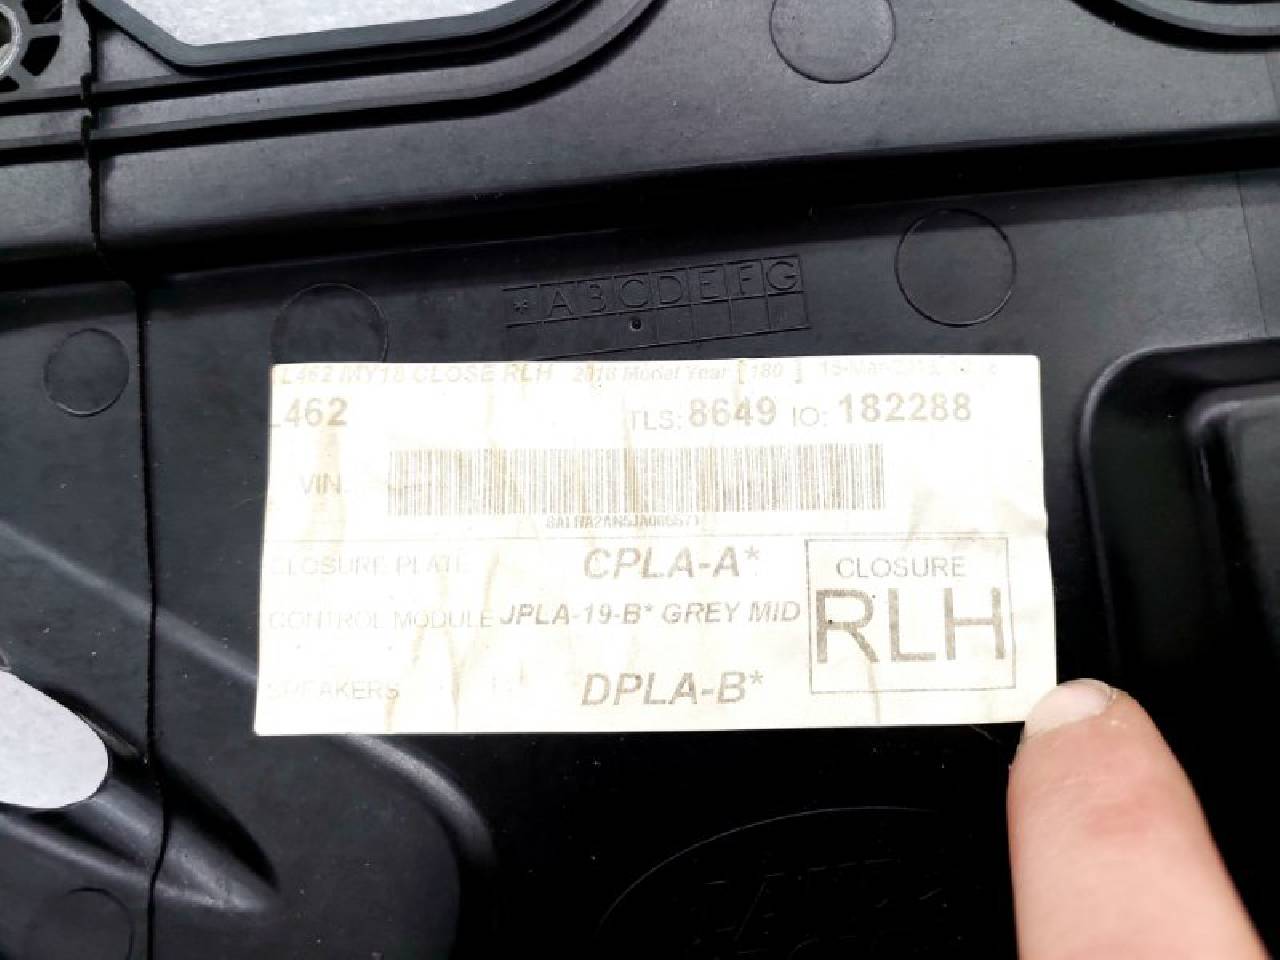 * A B C D E F G
L462 MY18 CLOSE RLH 2018 Model Year [180 ]
L462 TLS: 8649 IO: 182288
VIN:
CLOSURE PLATE CPLA-A*
CONTROL MODULE JPLA-19-B* GREY MID
SPEAKERS DPLA-B*
CLOSURE
RLH